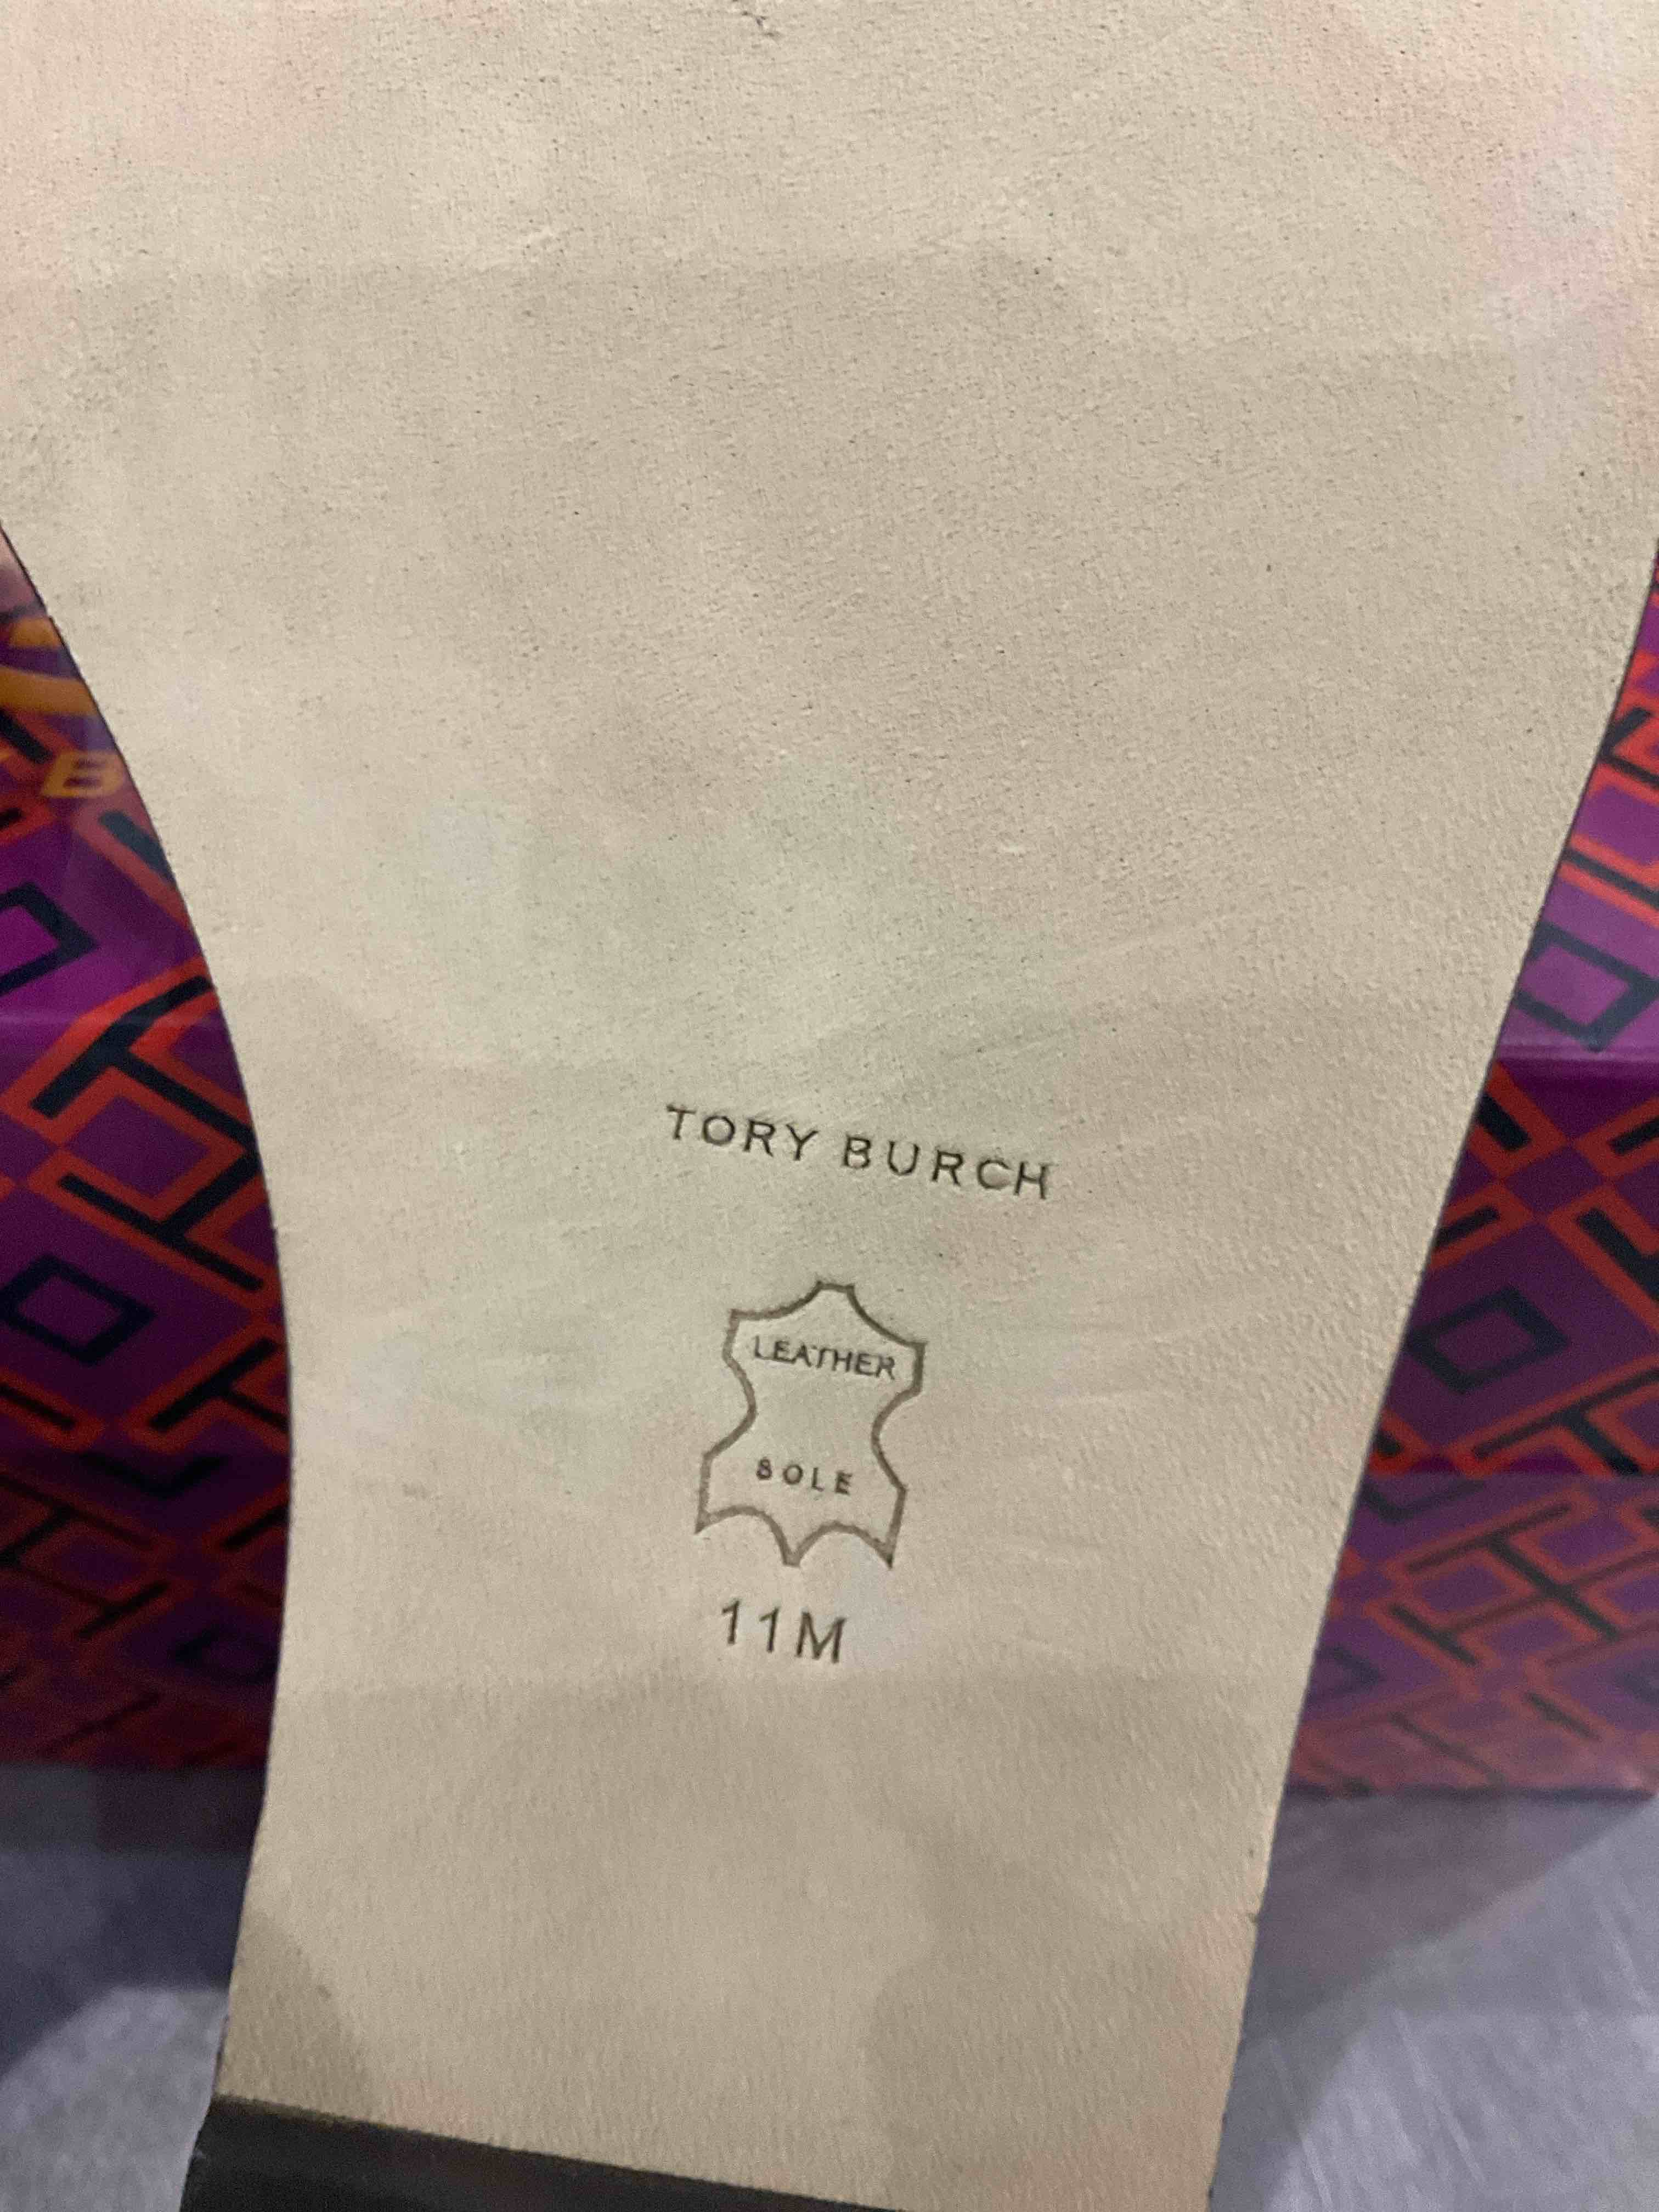 TORY BURCH
LEATHER
SOLE
11M
B